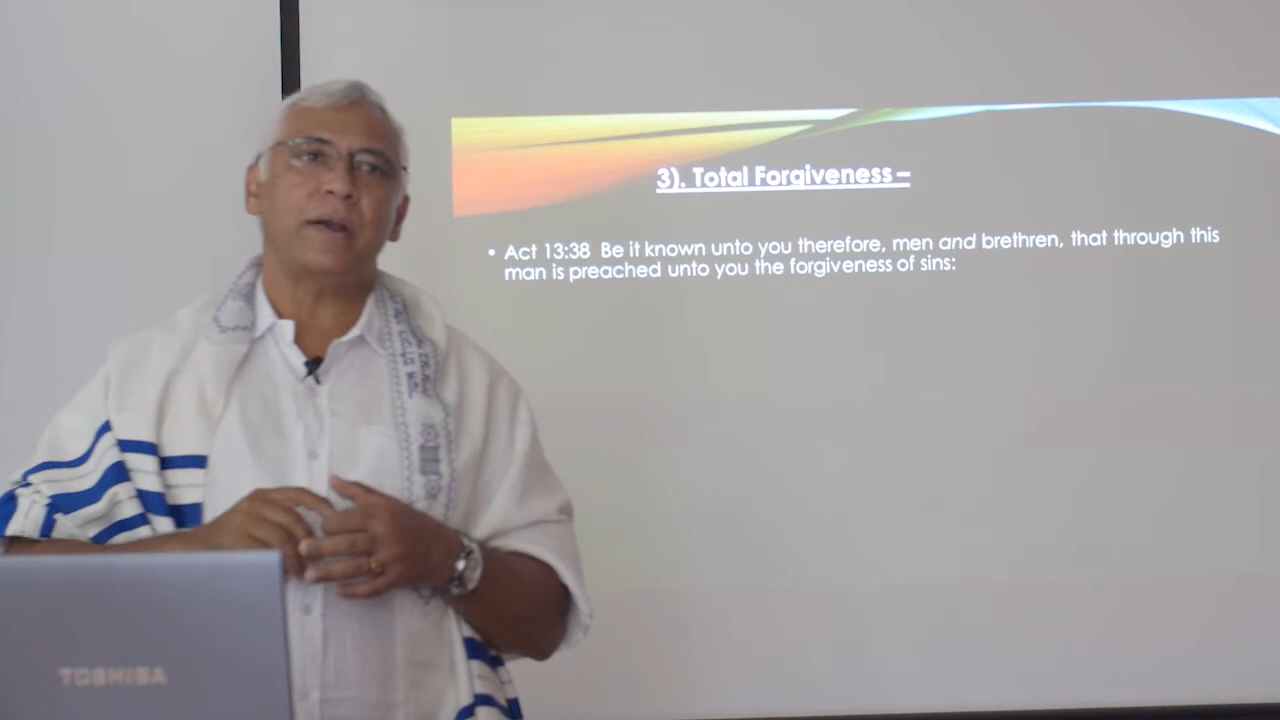 3). Total Forgiveness –
• Act 13:38 Be it known unto you therefore, men and brethren, that through this
man is preached unto you the forgiveness of sins:
TOSHIBA